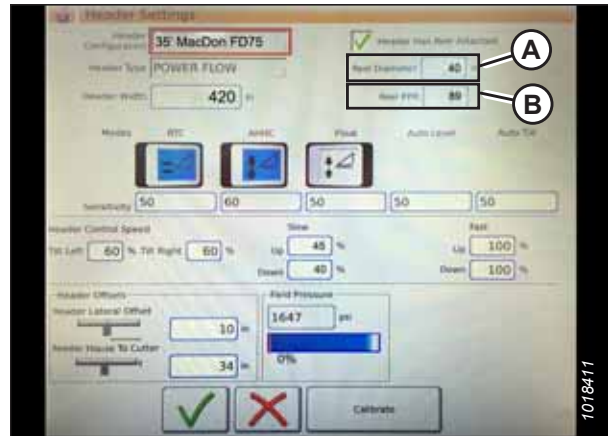 Header Settings
Header Configuration 35' MacDon FD75
Header Has Reel Attached
A
Header Type POWER FLOW
Reel Diameter 40 in
Header Width 420 in
Reel PPR 89
B
Modes RTC AHHC Float Auto Level Auto Tilt
Sensitivity 50 60 50 50 50
Header Control Speed Slow Fast
Tilt Left 60 % Tilt Right 60 % Up 45 % Up 100 %
Down 40 % Down 100 %
Header Offsets Field Pressure
Header Lateral Offset
10 in 1647 psi
Header House To Cutter
34 in 0%
Calibrate
1018411